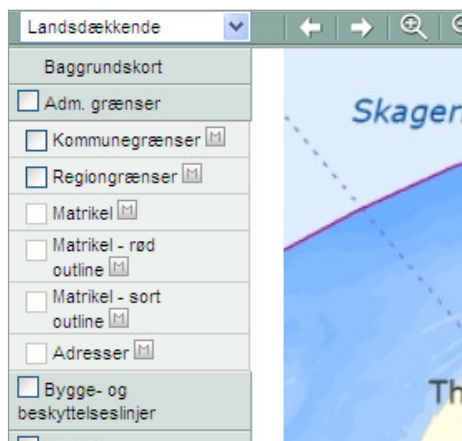 Landsdækkende
Baggrundskort
Adm. grænser
Kommunegrænser M
Regiongrænser M
Matrikel M
Matrikel - rød
outline M
Matrikel - sort
outline M
Adresser M
Bygge- og
beskyttelseslinjer
Skager
Th